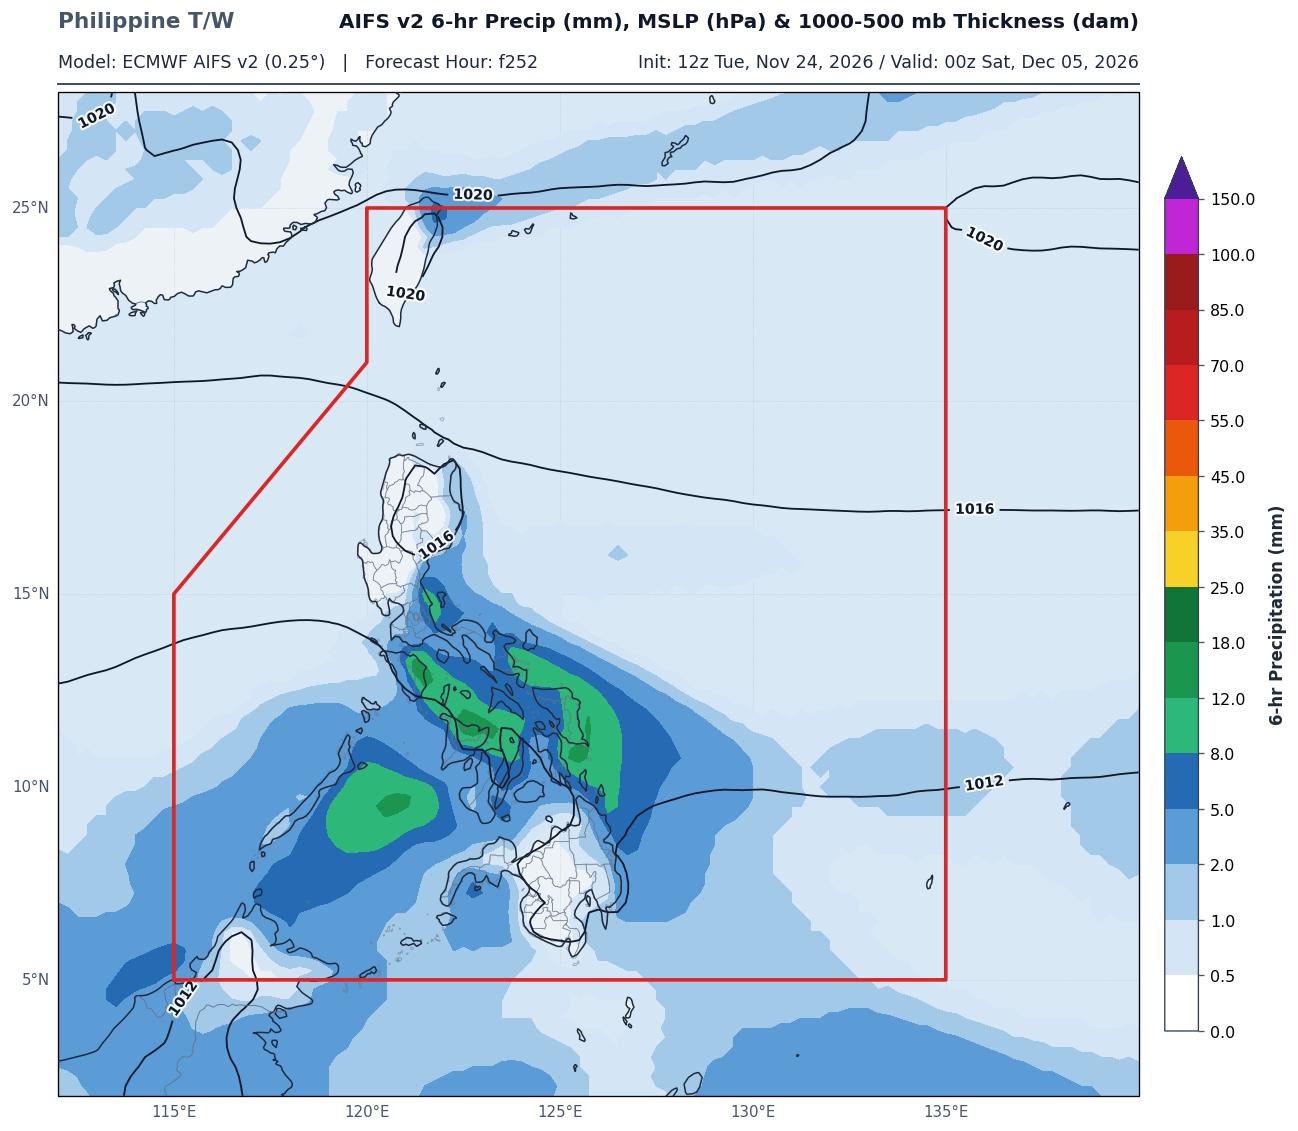 Philippine T/W
AIFS v2 6-hr Precip (mm), MSLP (hPa) & 1000-500 mb Thickness (dam)
Model: ECMWF AIFS v2 (0.25°) | Forecast Hour: f252
Init: 12z Tue, Nov 24, 2026 / Valid: 00z Sat, Dec 05, 2026
1020
1020
1020
1020
1016
1016
1012
1012
25°N
20°N
15°N
10°N
5°N
115°E
120°E
125°E
130°E
135°E
150.0
100.0
85.0
70.0
55.0
45.0
35.0
25.0
18.0
12.0
8.0
5.0
2.0
1.0
0.5
0.0
6-hr Precipitation (mm)